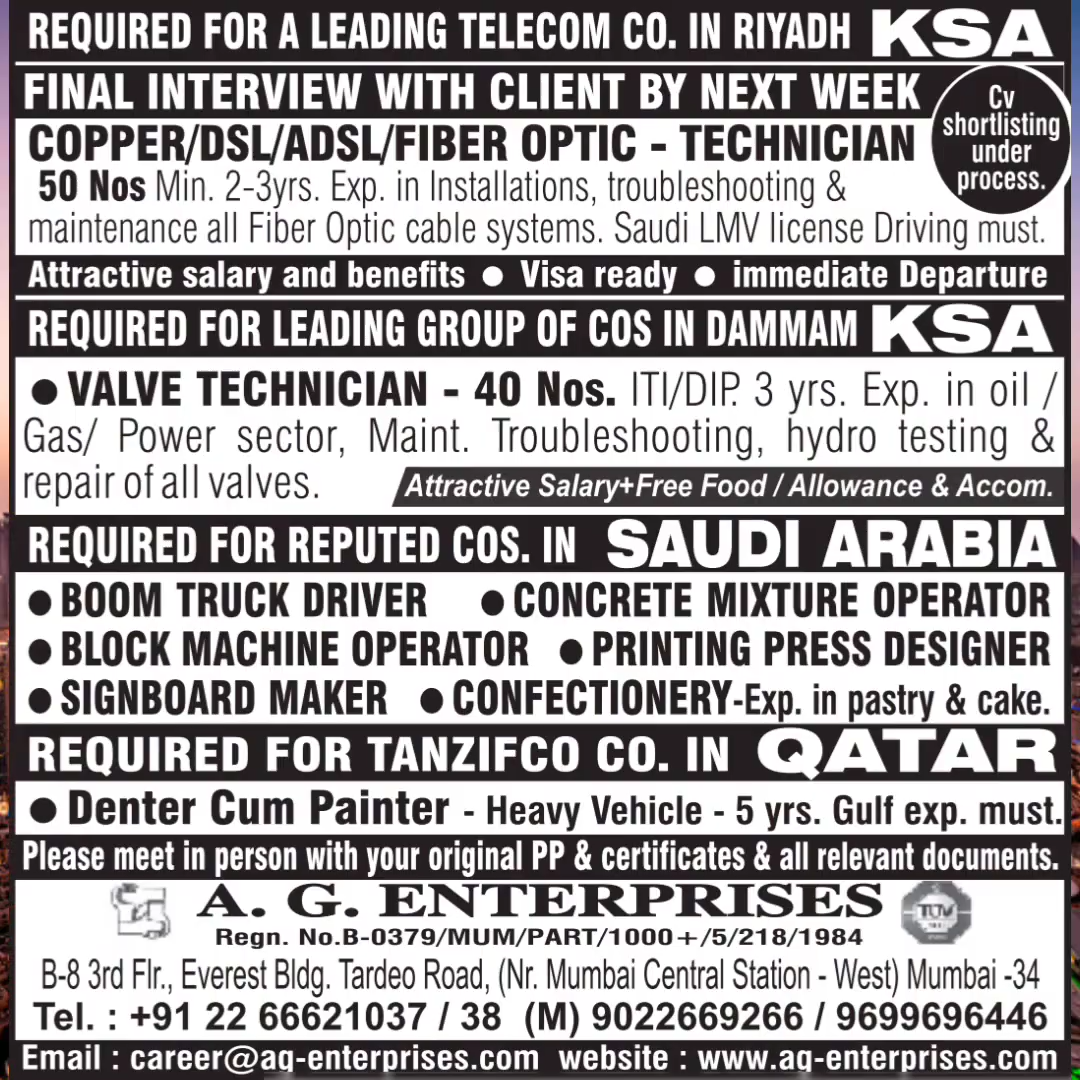 REQUIRED FOR A LEADING TELECOM CO. IN RIYADH KSA
FINAL INTERVIEW WITH CLIENT BY NEXT WEEK
Cv
shortlisting
under
process.
COPPER/DSL/ADSL/FIBER OPTIC - TECHNICIAN
50 Nos Min. 2-3yrs. Exp. in Installations, troubleshooting &
maintenance all Fiber Optic cable systems. Saudi LMV license Driving must.
Attractive salary and benefits ● Visa ready ● immediate Departure
REQUIRED FOR LEADING GROUP OF COS IN DAMMAM KSA
● VALVE TECHNICIAN - 40 Nos. ITI/DIP. 3 yrs. Exp. in oil /
Gas/ Power sector, Maint. Troubleshooting, hydro testing &
repair of all valves. Attractive Salary+Free Food / Allowance & Accom.
REQUIRED FOR REPUTED COS. IN SAUDI ARABIA
● BOOM TRUCK DRIVER ● CONCRETE MIXTURE OPERATOR
● BLOCK MACHINE OPERATOR ● PRINTING PRESS DESIGNER
● SIGNBOARD MAKER ● CONFECTIONERY-Exp. in pastry & cake.
REQUIRED FOR TANZIFCO CO. IN QATAR
● Denter Cum Painter - Heavy Vehicle - 5 yrs. Gulf exp. must.
Please meet in person with your original PP & certificates & all relevant documents.
A. G. ENTERPRISES
TUV
Regn. No.B-0379/MUM/PART/1000+/5/218/1984
B-8 3rd Flr., Everest Bldg. Tardeo Road, (Nr. Mumbai Central Station - West) Mumbai -34
Tel. : +91 22 66621037 / 38 (M) 9022669266 / 9699696446
Email : career@ag-enterprises.com website : www.ag-enterprises.com